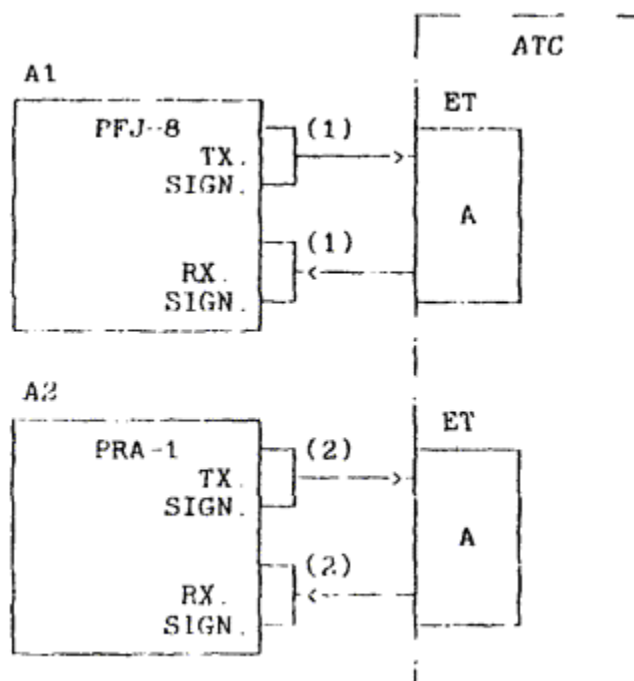 ATC
A1
ET
PFJ-8
(1)
TX.
SIGN.
A
(1)
RX.
SIGN.
A2
ET
PRA-1
(2)
TX.
SIGN.
A
(2)
RX.
SIGN.